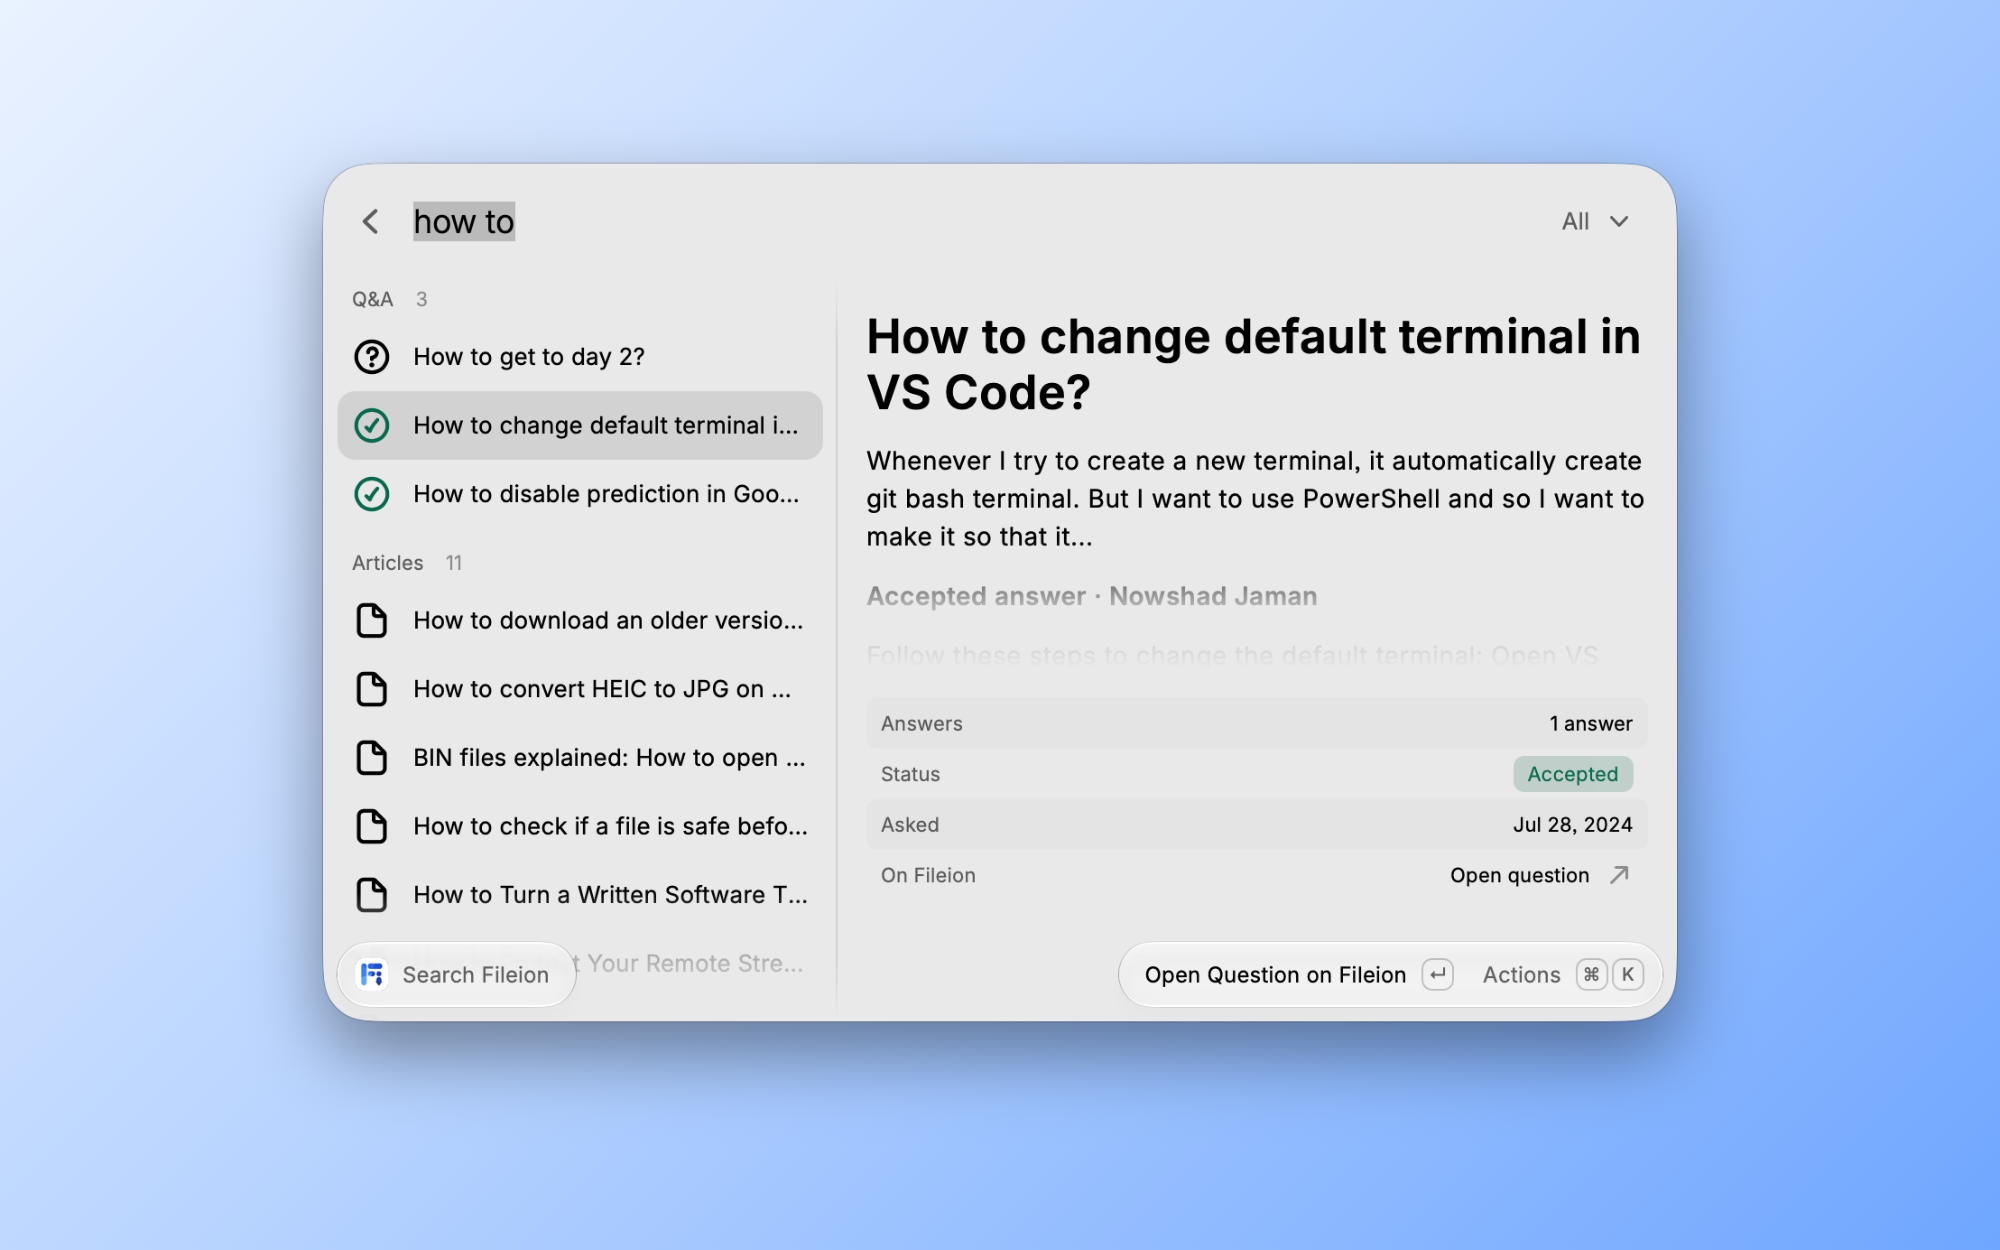 how to
All
Q&A 3
How to get to day 2?
How to change default terminal i...
How to disable prediction in Goo...
Articles 11
How to download an older versio...
How to convert HEIC to JPG on ...
BIN files explained: How to open ...
How to check if a file is safe befo...
How to Turn a Written Software T...
Your Remote Stre...
Search Fileion
How to change default terminal in
VS Code?
Whenever I try to create a new terminal, it automatically create
git bash terminal. But I want to use PowerShell and so I want to
make it so that it...
Accepted answer · Nowshad Jaman
Follow these steps to change the default terminal: Open VS
Answers 1 answer
Status Accepted
Asked Jul 28, 2024
On Fileion Open question
Open Question on Fileion Actions ⌘ K